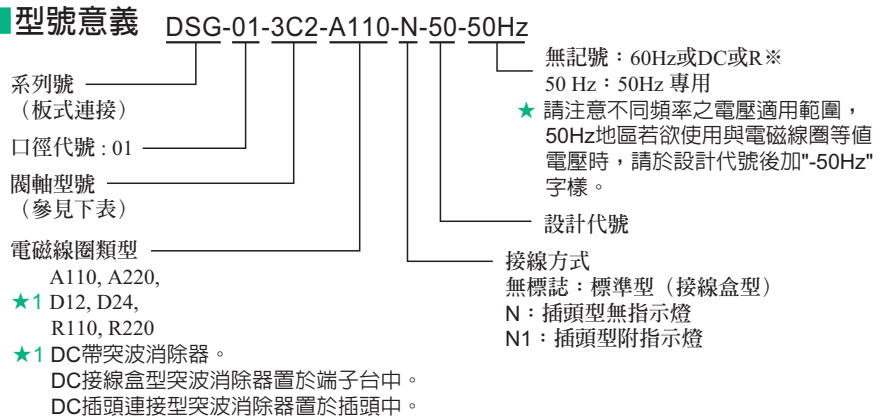 型號意義 DSG-01-3C2-A110-N-50-50Hz
系列號
（板式連接）
口徑代號 : 01
閥軸型號
（參見下表）
電磁線圈類型
A110, A220,
★1 D12, D24,
R110, R220
★1 DC帶突波消除器。
DC接線盒型突波消除器置於端子台中。
DC插頭連接型突波消除器置於插頭中。
無記號：60Hz或DC或R※
50 Hz：50Hz 專用
★ 請注意不同頻率之電壓適用範圍，
50Hz地區若欲使用與電磁線圈等值
電壓時，請於設計代號後加"-50Hz"
字樣。
設計代號
接線方式
無標誌：標準型（接線盒型）
N：插頭型無指示燈
N1：插頭型附指示燈